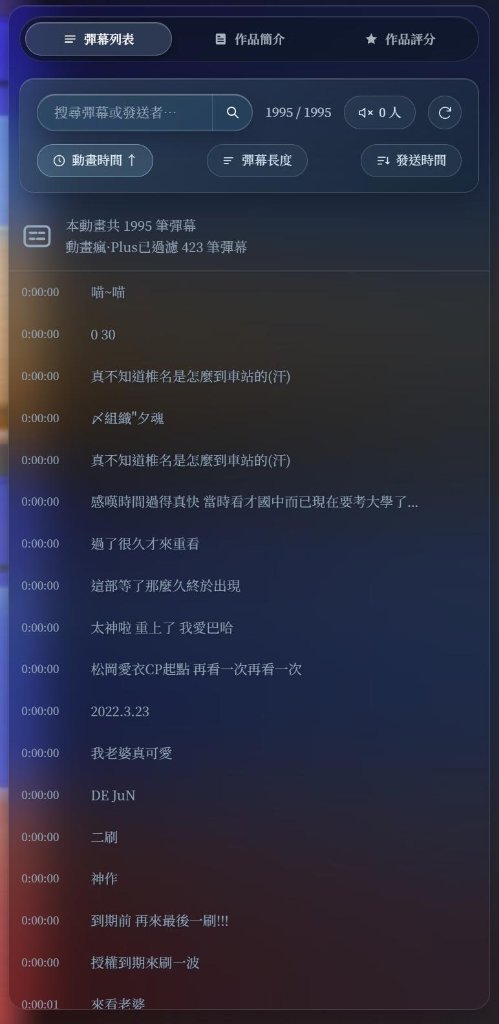 彈幕列表
作品簡介
作品評分
搜尋彈幕或發送者…
1995 / 1995
0 人
動畫時間 ↑
彈幕長度
發送時間
本動畫共 1995 筆彈幕
動畫瘋·Plus已過濾 423 筆彈幕
0:00:00 喵~喵
0:00:00 0 30
0:00:00 真不知道椎名是怎麼到車站的(汗)
0:00:00 〆組織"夕魂
0:00:00 真不知道椎名是怎麼到車站的(汗)
0:00:00 感嘆時間過得真快 當時看才國中而已現在要考大學了...
0:00:00 過了很久才來重看
0:00:00 這部等了那麼久終於出現
0:00:00 太神啦 重上了 我愛巴哈
0:00:00 松岡愛衣CP起點 再看一次再看一次
0:00:00 2022.3.23
0:00:00 我老婆真可愛
0:00:00 DE JuN
0:00:00 二刷
0:00:00 神作
0:00:00 到期前 再來最後一刷!!!
0:00:00 授權到期來刷一波
0:00:01 來看老婆